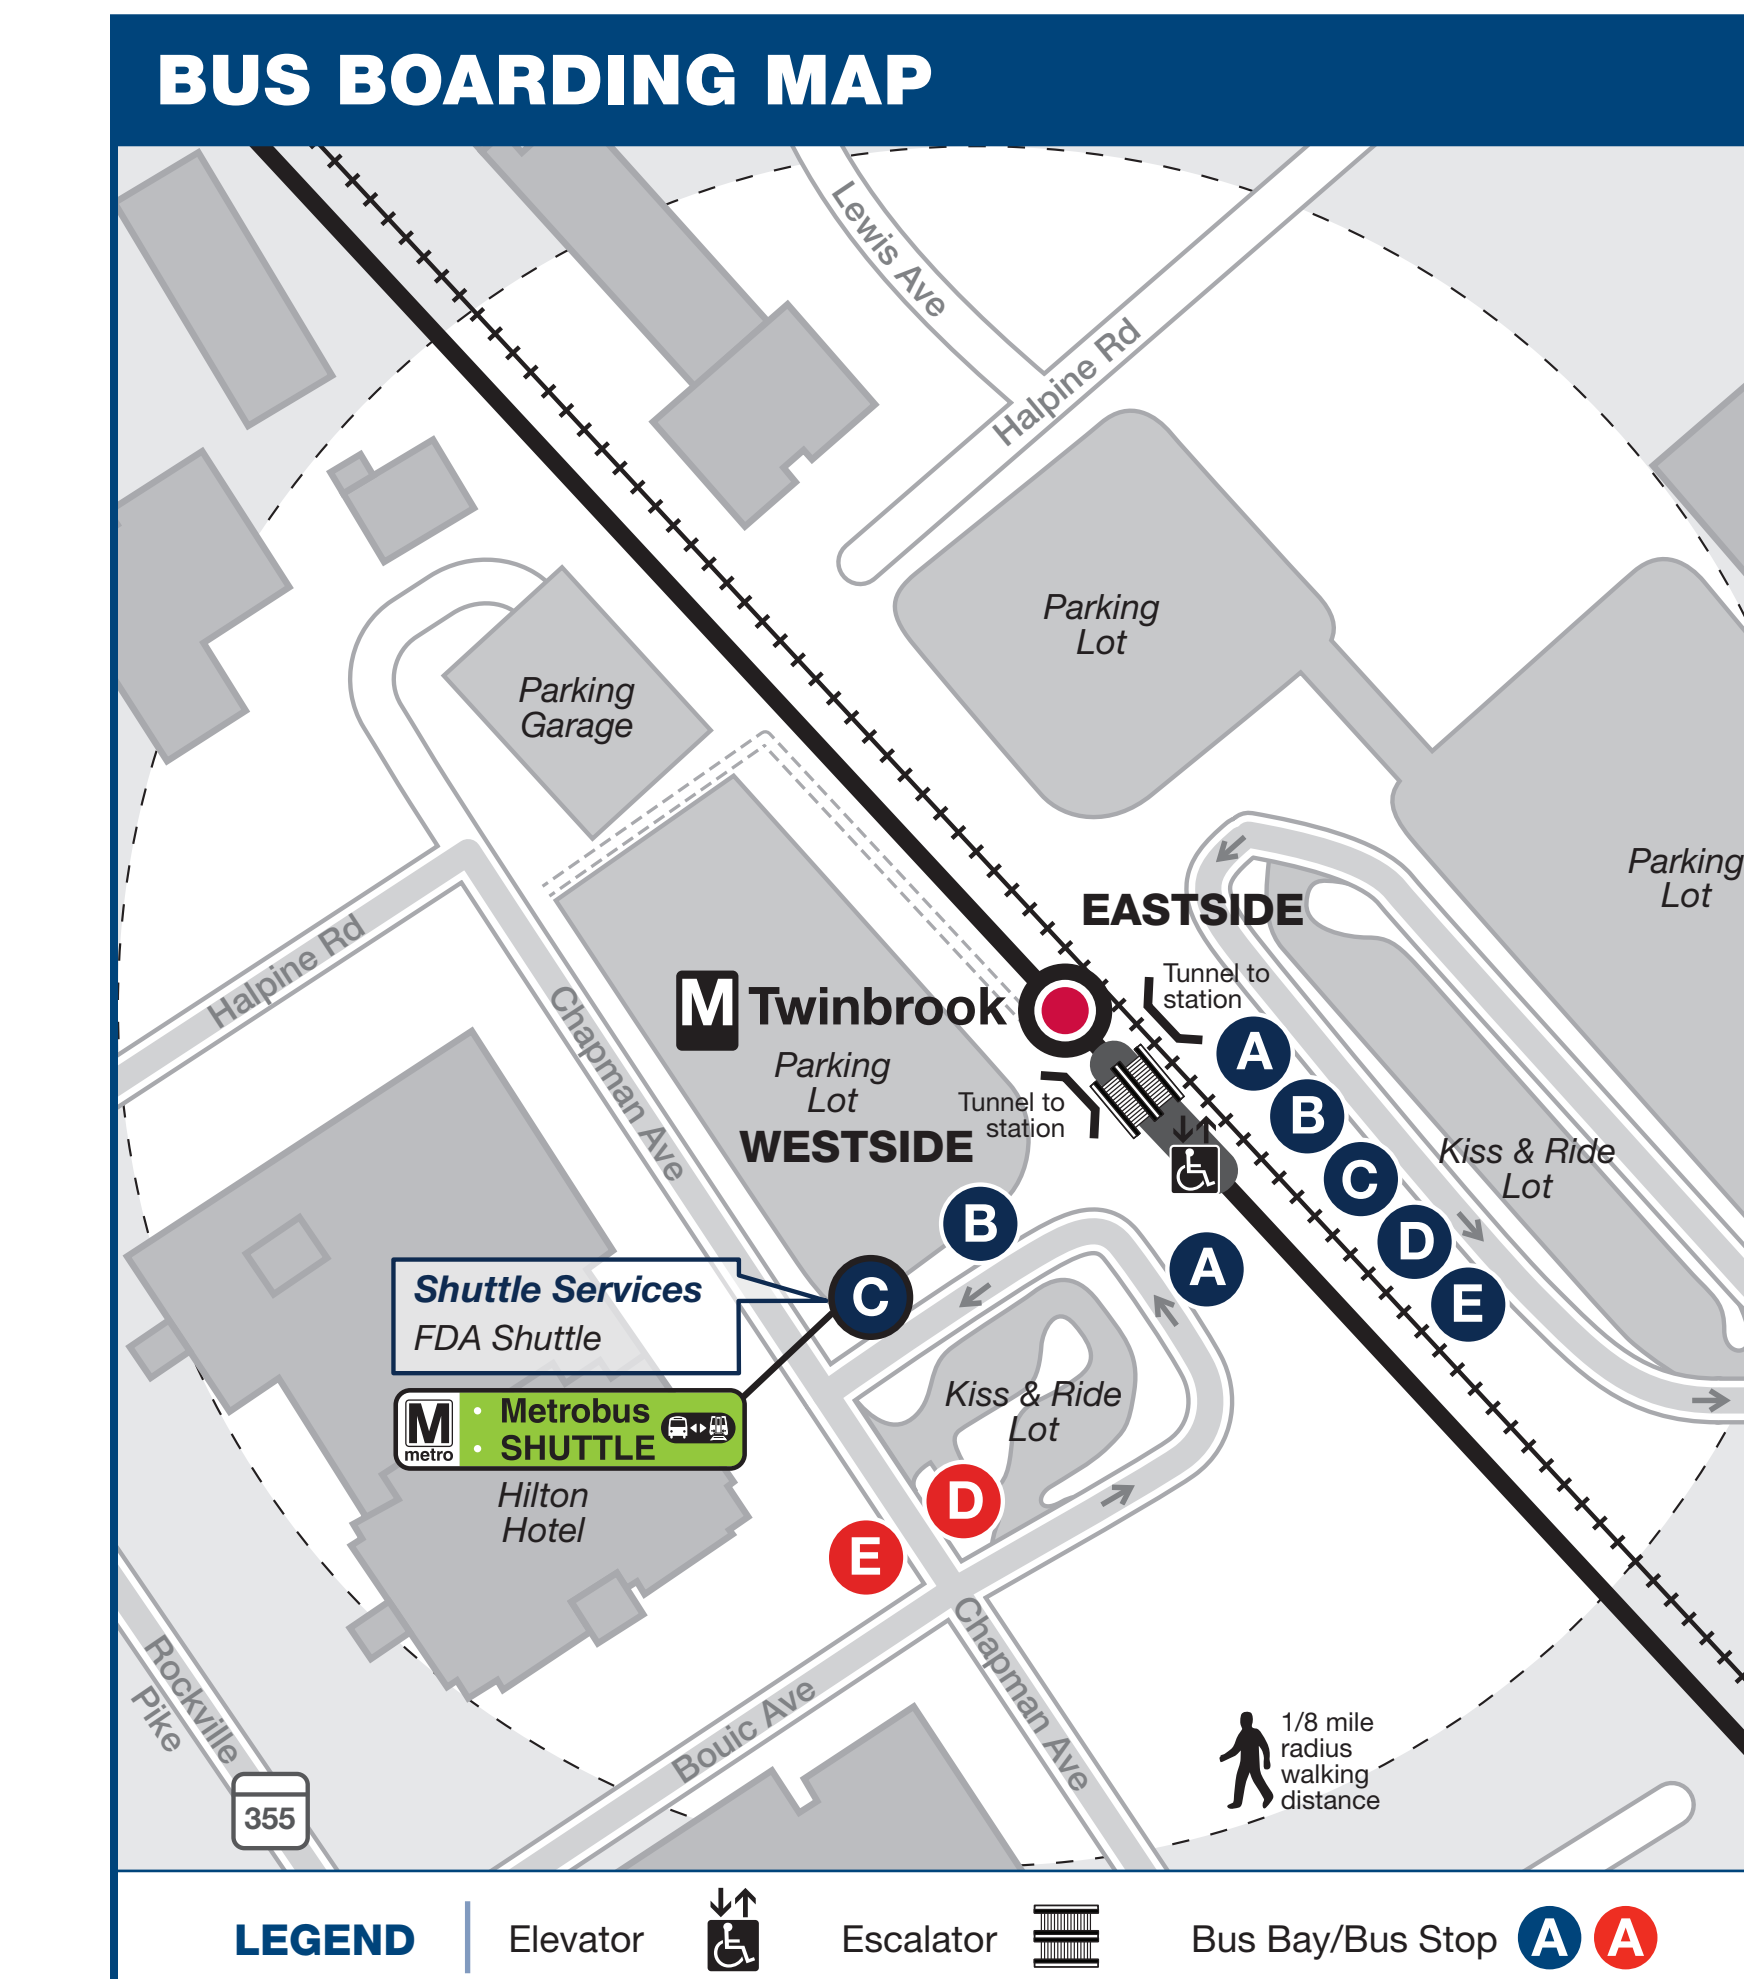 BUS BOARDING MAP
Lewis Ave
Halpine Rd
Parking
Lot
Parking
Garage
Parking
Lot
EASTSIDE
Halpine Rd
Tunnel to
station
M Twinbrook
Chapman Ave
A
Parking
Lot
Tunnel to
station
B
WESTSIDE
Kiss & Ride
Lot
C
B
D
A
E
Shuttle Services
FDA Shuttle
C
Kiss & Ride
Lot
M
metro
• Metrobus
• SHUTTLE
Hilton
Hotel
D
E
Chapman Ave
Rockville
Pike
Bouic Ave
1/8 mile
radius
walking
distance
355
LEGEND
Elevator
Escalator
Bus Bay/Bus Stop A A